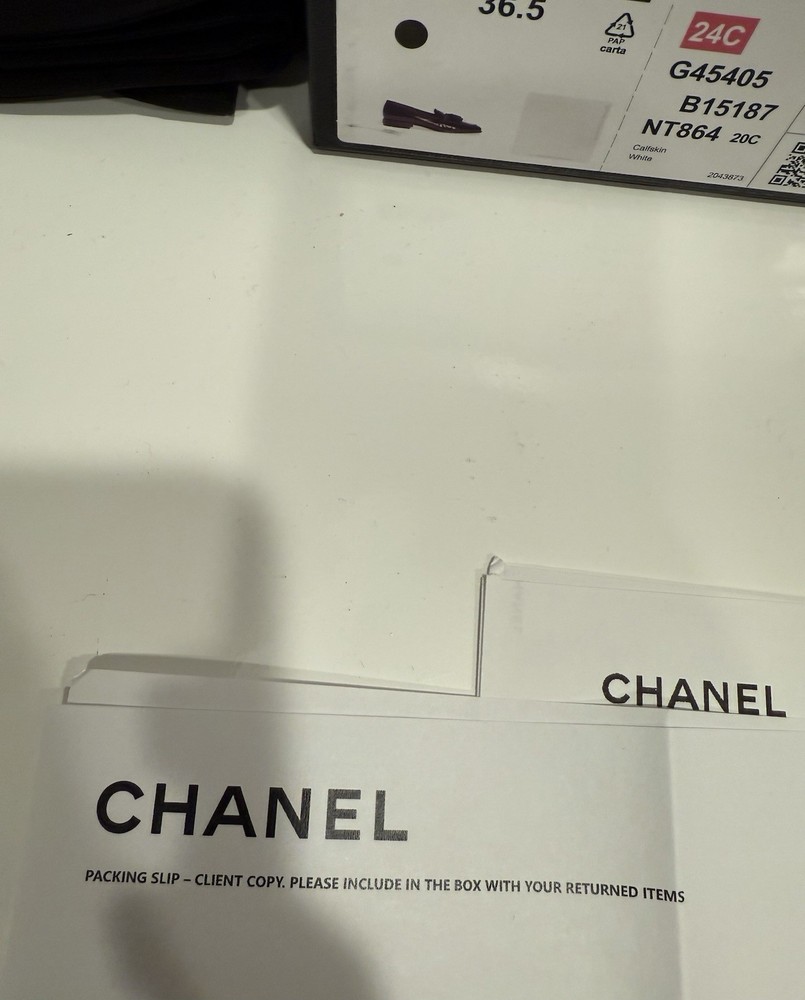 36.5
21
PAP
carta
24C
G45405
B15187
NT864 20C
Calfskin
White
2043873
CHANEL
CHANEL
PACKING SLIP – CLIENT COPY. PLEASE INCLUDE IN THE BOX WITH YOUR RETURNED ITEMS